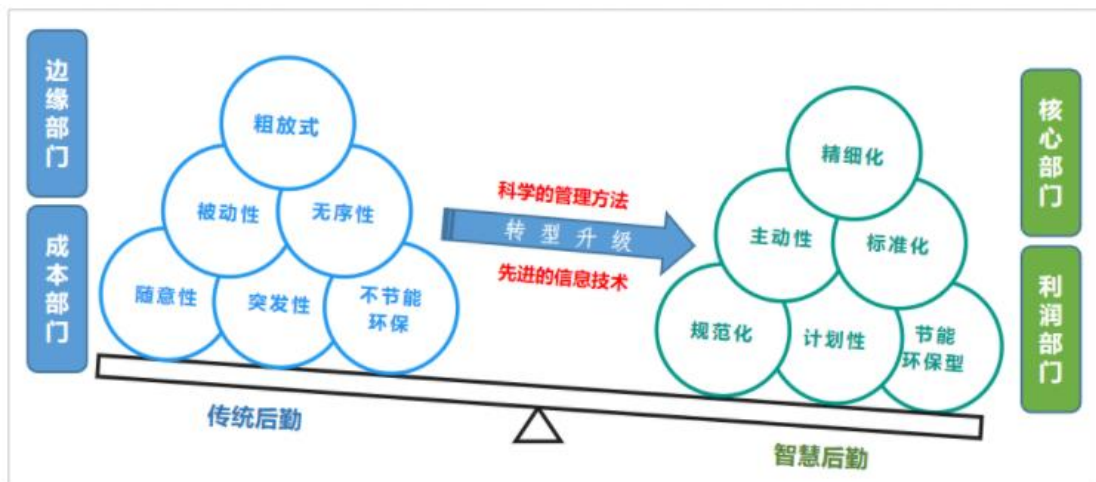 边缘部门
成本部门
粗放式
被动性
无序性
随意性
突发性
不节能
环保
传统后勤
科学的管理方法
转型升级
先进的信息技术
精细化
主动性
标准化
规范化
计划性
节能
环保型
智慧后勤
核心部门
利润部门